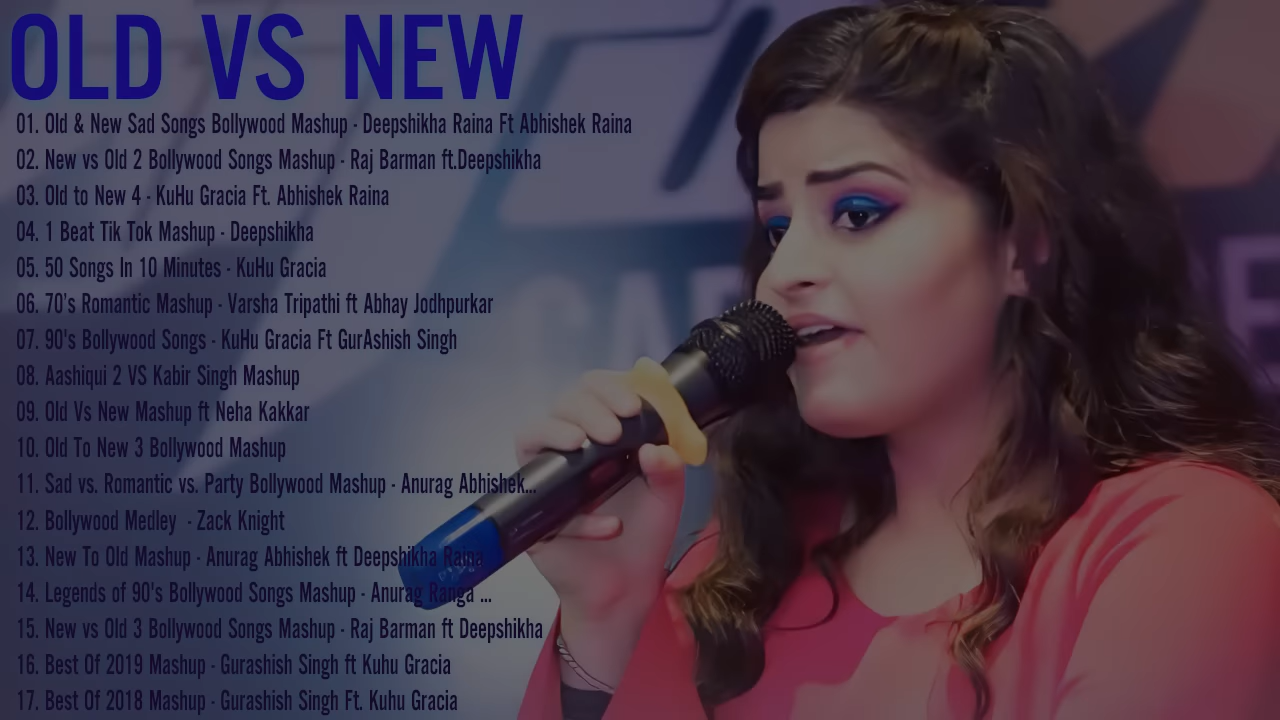 OLD VS NEW
01. Old & New Sad Songs Bollywood Mashup - Deepshikha Raina Ft Abhishek Raina
02. New vs Old 2 Bollywood Songs Mashup - Raj Barman ft.Deepshikha
03. Old to New 4 - KuHu Gracia Ft. Abhishek Raina
04. 1 Beat Tik Tok Mashup - Deepshikha
05. 50 Songs In 10 Minutes - KuHu Gracia
06. 70's Romantic Mashup - Varsha Tripathi ft Abhay Jodhpurkar
07. 90's Bollywood Songs - KuHu Gracia Ft GurAshish Singh
08. Aashiqui 2 VS Kabir Singh Mashup
09. Old Vs New Mashup ft Neha Kakkar
10. Old To New 3 Bollywood Mashup
11. Sad vs. Romantic vs. Party Bollywood Mashup - Anurag Abhishek...
12. Bollywood Medley - Zack Knight
13. New To Old Mashup - Anurag Abhishek ft Deepshikha Raina
14. Legends of 90's Bollywood Songs Mashup - Anurag Ranga ...
15. New vs Old 3 Bollywood Songs Mashup - Raj Barman ft Deepshikha
16. Best Of 2019 Mashup - Gurashish Singh ft Kuhu Gracia
17. Best Of 2018 Mashup - Gurashish Singh Ft. Kuhu Gracia